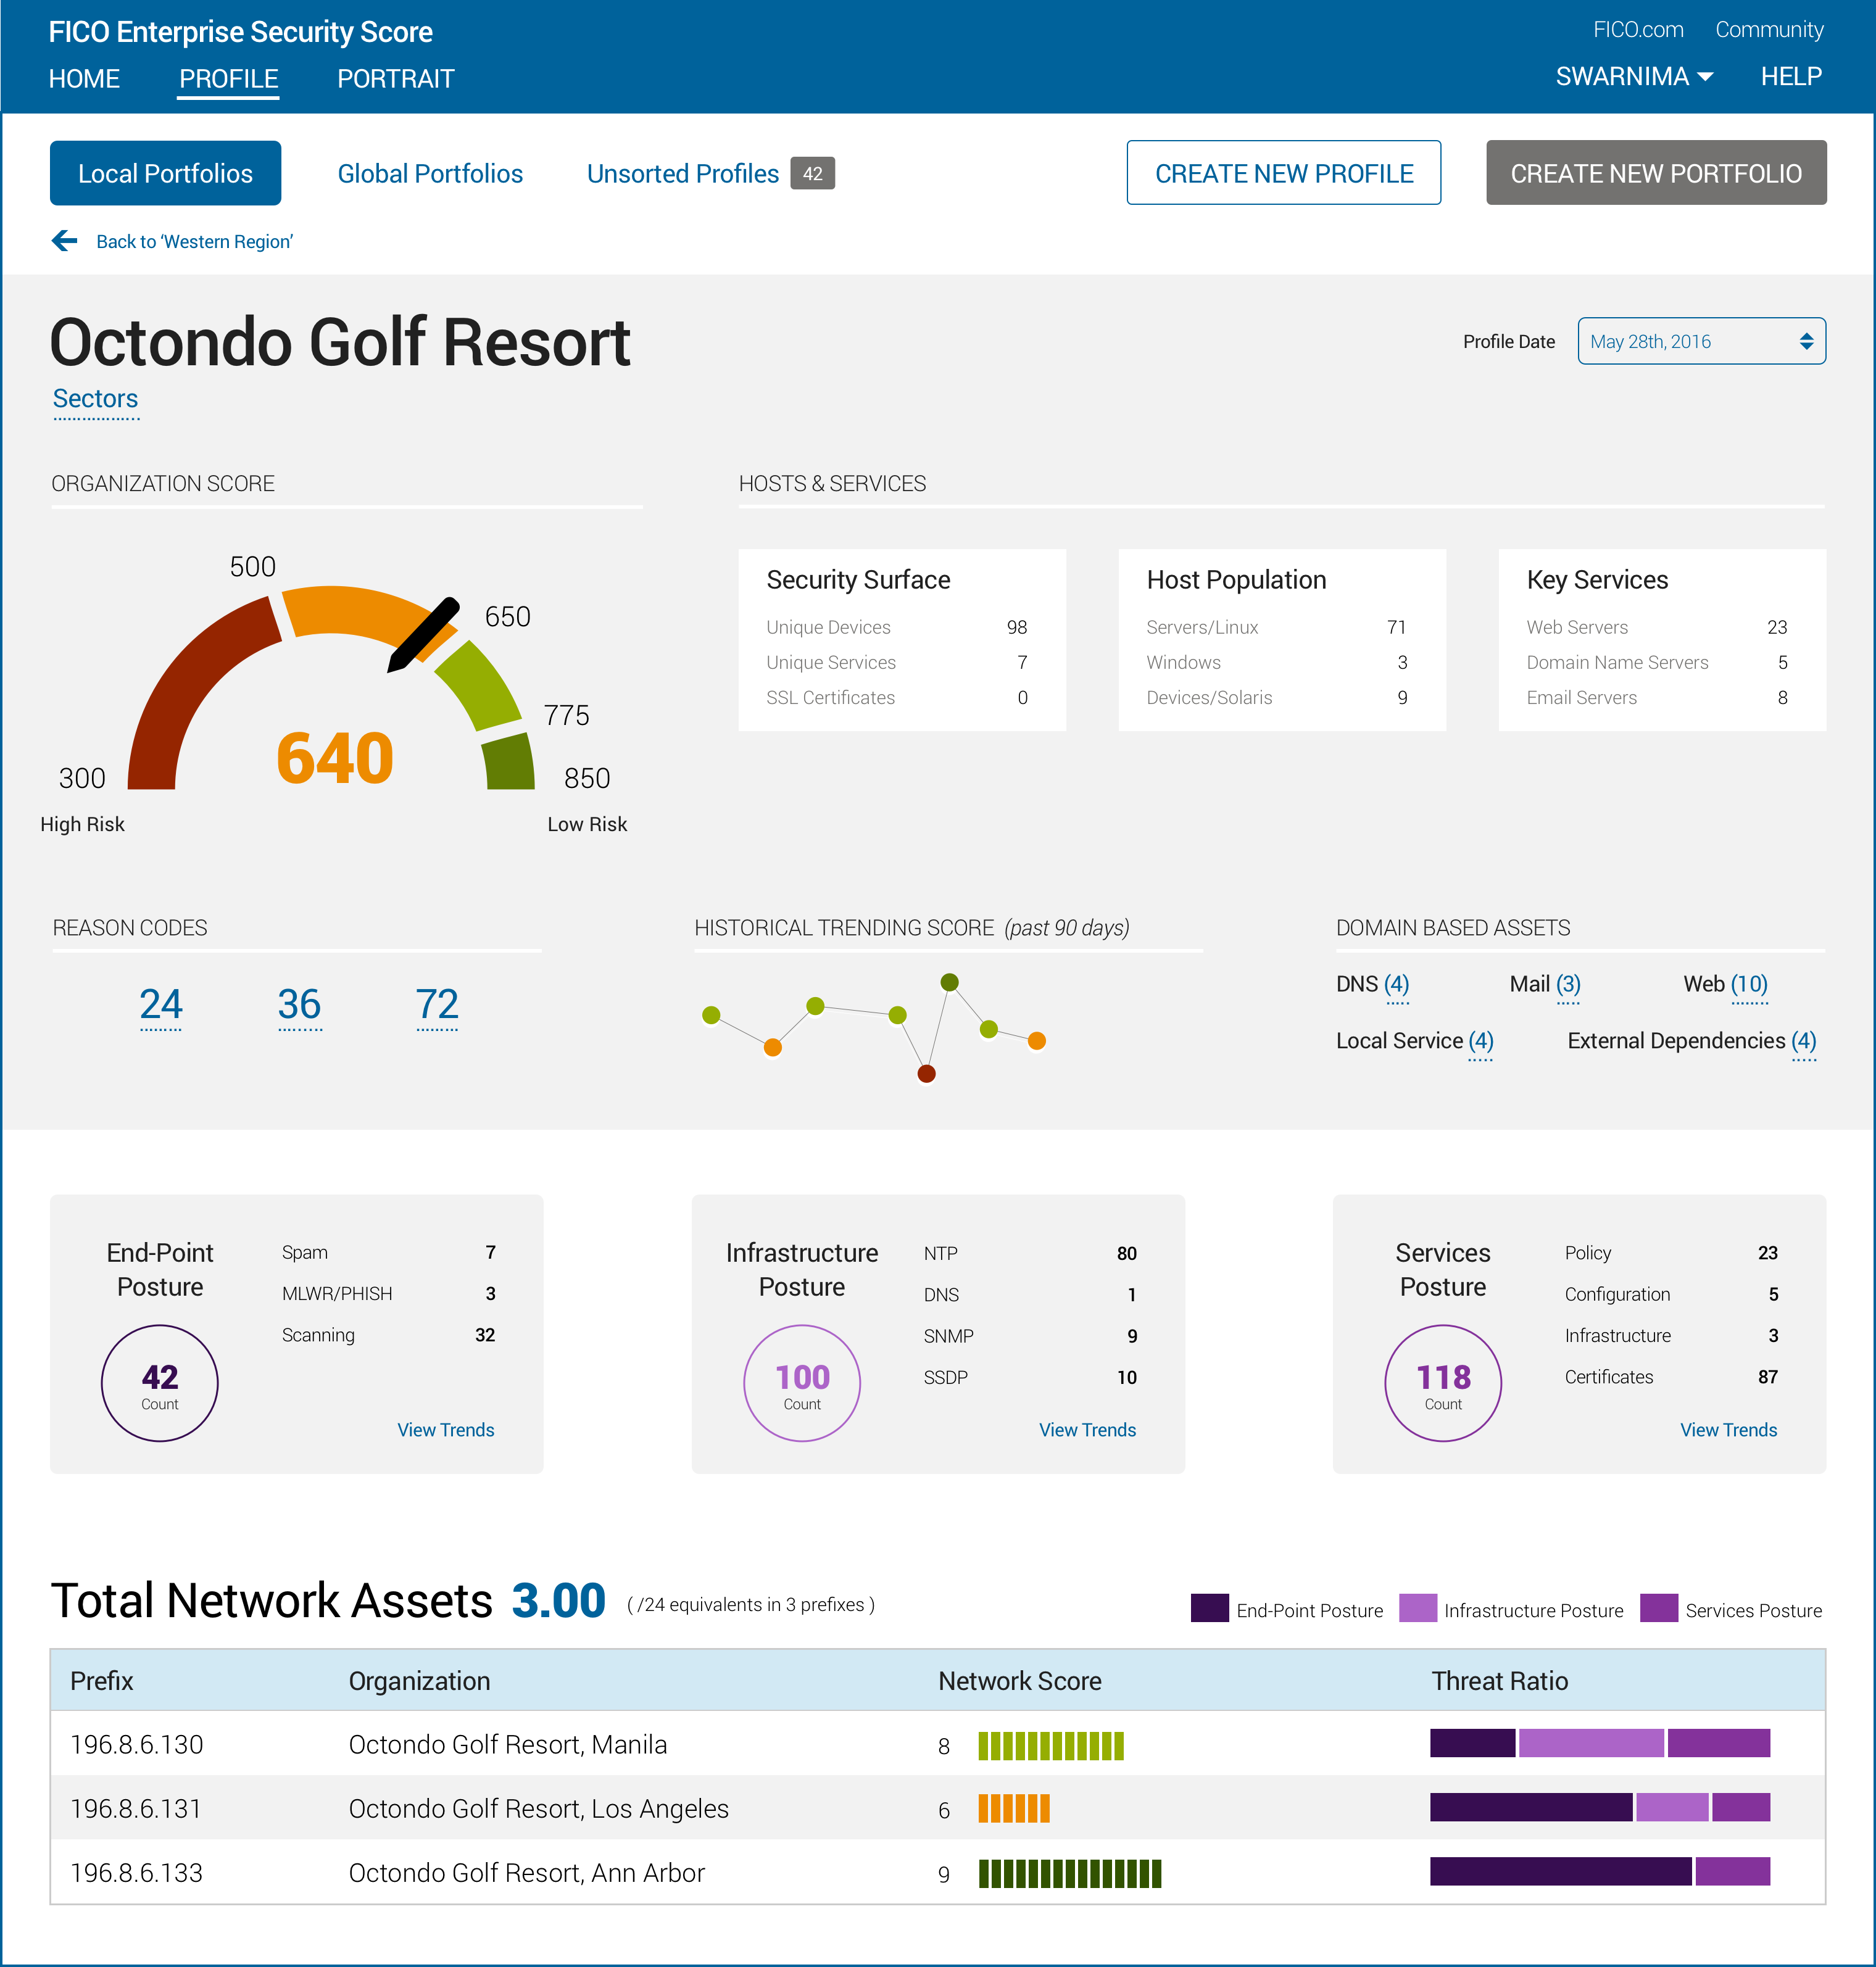 FICO Enterprise Security Score
FICO.com Community
HOME PROFILE PORTRAIT
SWARNIMA HELP
Local Portfolios Global Portfolios Unsorted Profiles 42 CREATE NEW PROFILE CREATE NEW PORTFOLIO
Back to ‘Western Region’
Octondo Golf Resort
Profile Date May 28th, 2016
Sectors
ORGANIZATION SCORE
500
650
775
640
300
850
High Risk Low Risk
HOSTS & SERVICES
Security Surface
Unique Devices 98
Unique Services 7
SSL Certificates 0
Host Population
Servers/Linux 71
Windows 3
Devices/Solaris 9
Key Services
Web Servers 23
Domain Name Servers 5
Email Servers 8
REASON CODES
24 36 72
HISTORICAL TRENDING SCORE (past 90 days)
DOMAIN BASED ASSETS
DNS (4) Mail (3) Web (10)
Local Service (4) External Dependencies (4)
End-Point
Posture
42
Count
Spam 7
MLWR/PHISH 3
Scanning 32
View Trends
Infrastructure
Posture
100
Count
NTP 80
DNS 1
SNMP 9
SSDP 10
View Trends
Services
Posture
118
Count
Policy 23
Configuration 5
Infrastructure 3
Certificates 87
View Trends
Total Network Assets 3.00 ( /24 equivalents in 3 prefixes )
End-Point Posture Infrastructure Posture Services Posture
Prefix Organization Network Score Threat Ratio
196.8.6.130 Octondo Golf Resort, Manila 8
196.8.6.131 Octondo Golf Resort, Los Angeles 6
196.8.6.133 Octondo Golf Resort, Ann Arbor 9